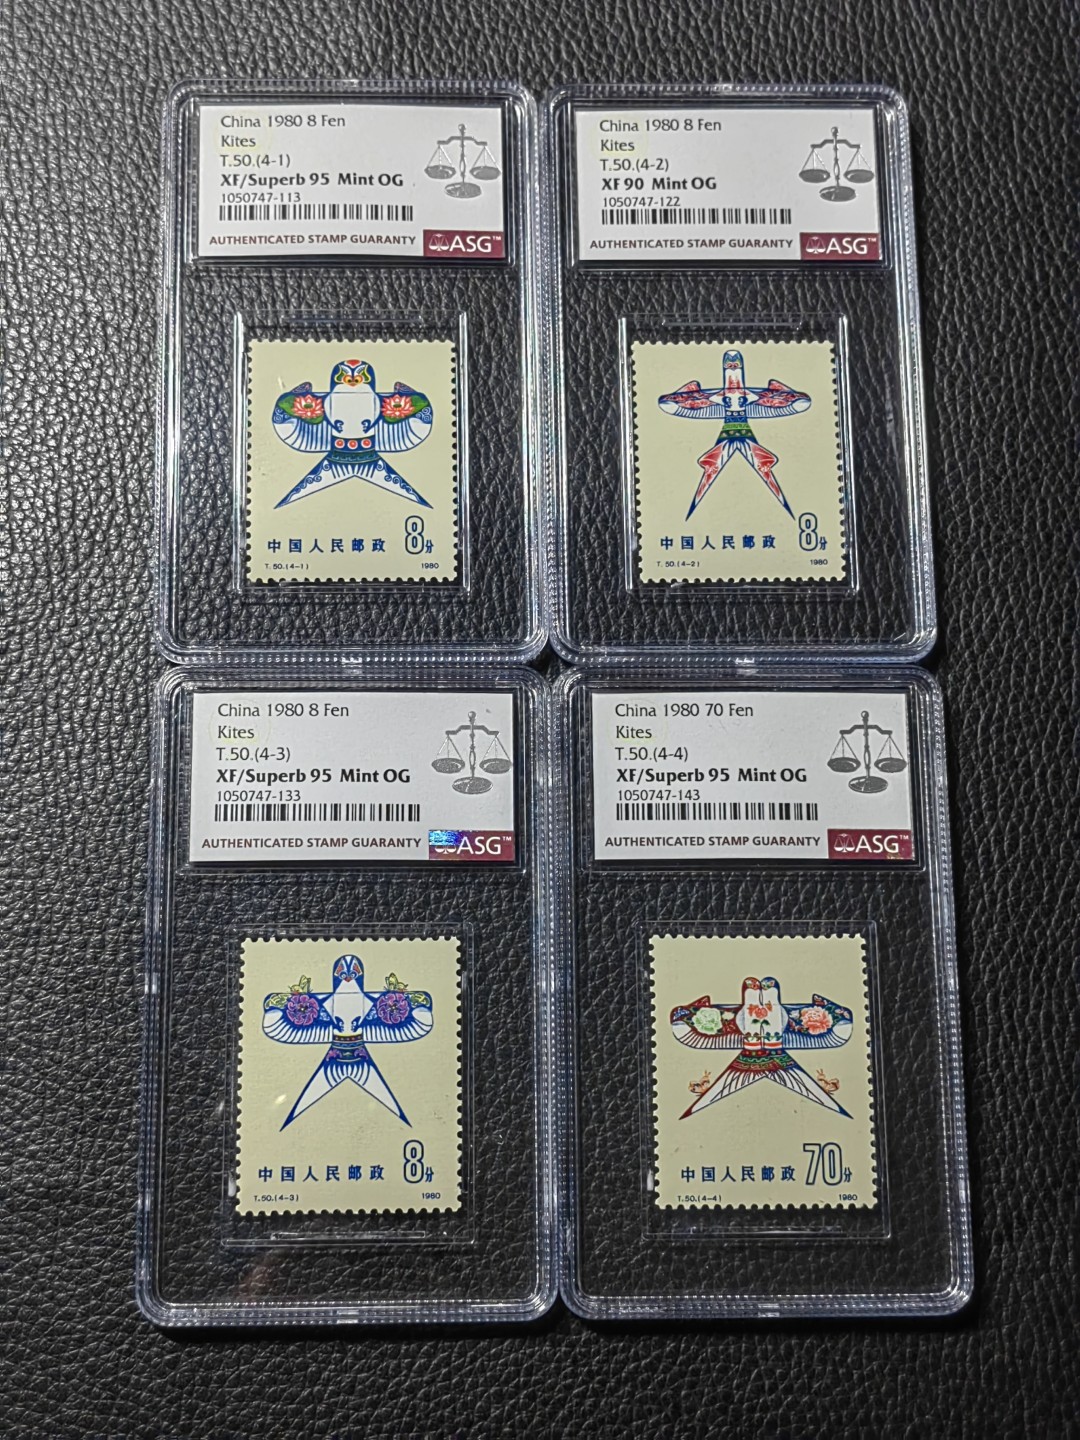 China 1980 8 Fen
Kites
T.50.(4-1)
XF/Superb 95 Mint OG
1050747-113
AUTHENTICATED STAMP GUARANTY ASG™
中国人民邮政 8分
T.50.(4-1) 1980
China 1980 8 Fen
Kites
T.50.(4-2)
XF 90 Mint OG
1050747-122
AUTHENTICATED STAMP GUARANTY ASG™
中国人民邮政 8分
T.50.(4-2) 1980
China 1980 8 Fen
Kites
T.50.(4-3)
XF/Superb 95 Mint OG
1050747-133
AUTHENTICATED STAMP GUARANTY ASG™
中国人民邮政 8分
T.50.(4-3) 1980
China 1980 70 Fen
Kites
T.50.(4-4)
XF/Superb 95 Mint OG
1050747-143
AUTHENTICATED STAMP GUARANTY ASG™
中国人民邮政 70分
T.50.(4-4) 1980